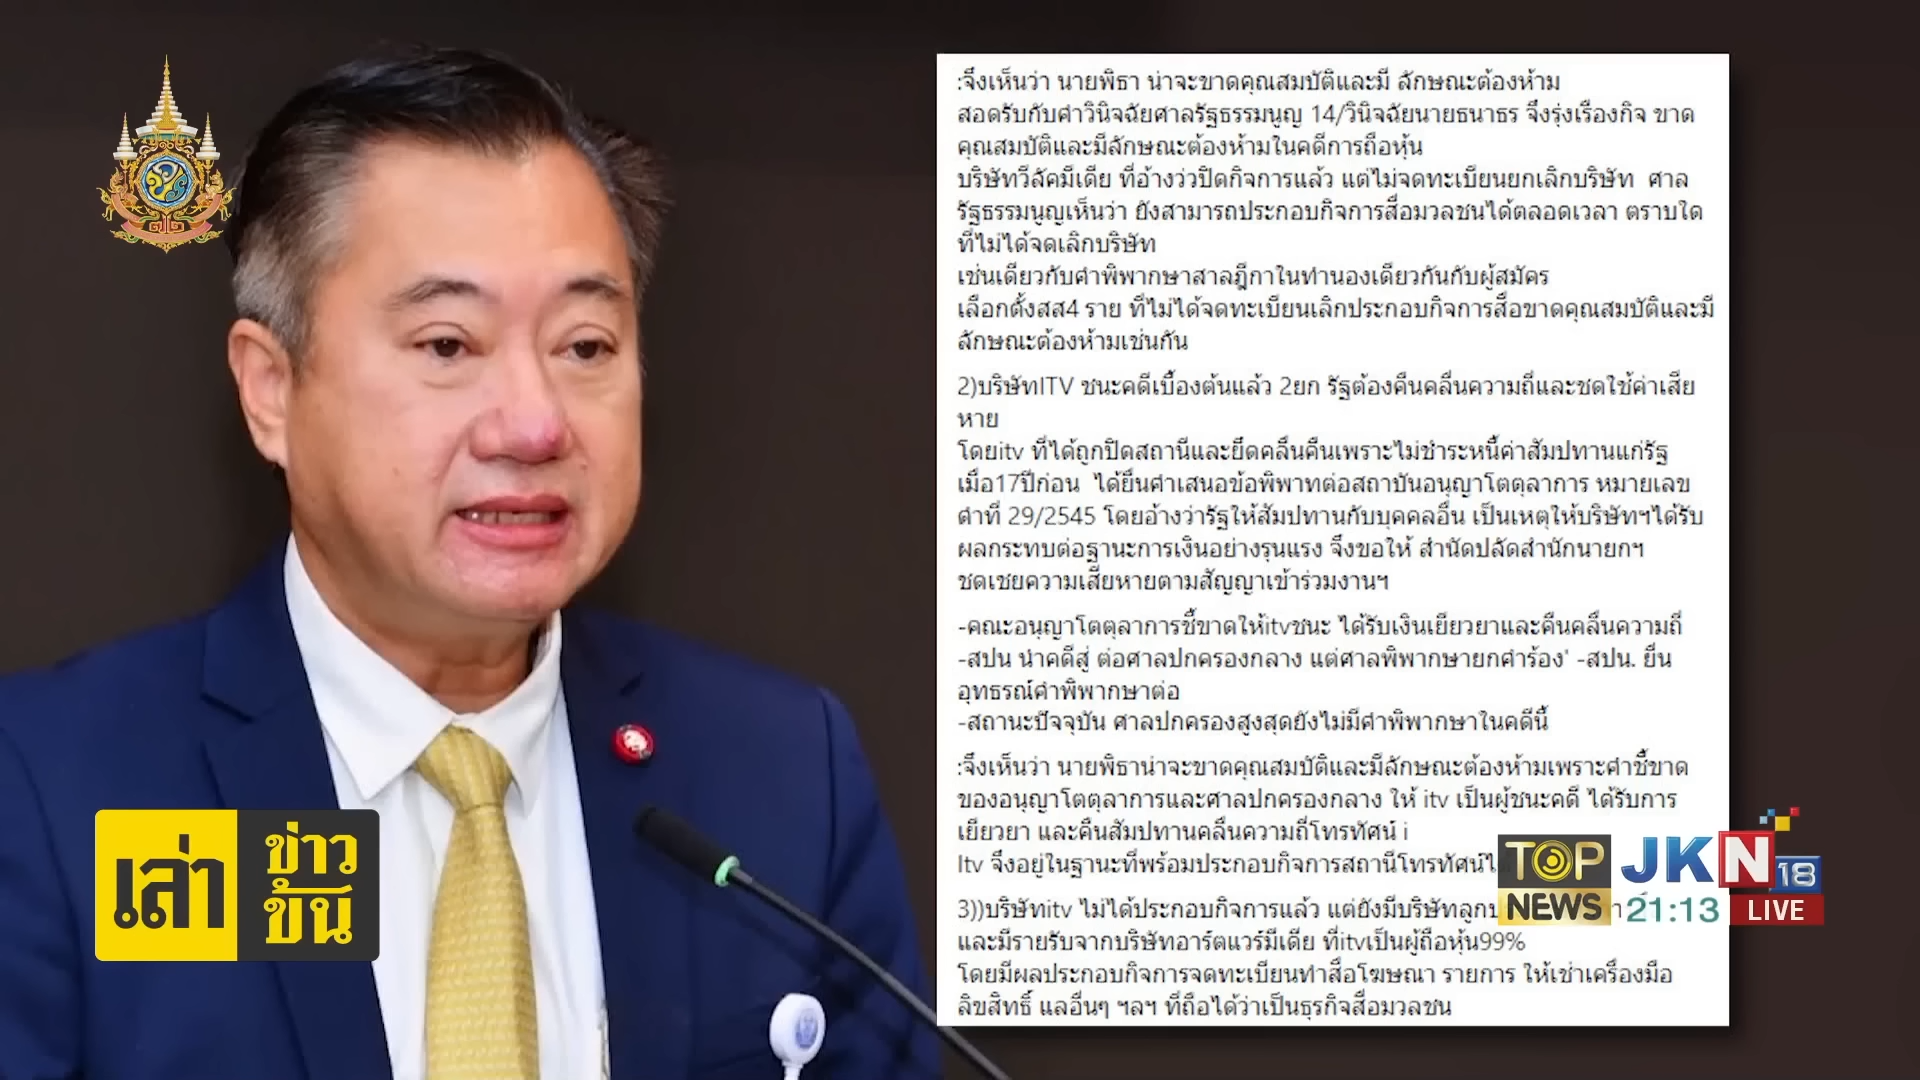 :จึงเห็นว่า นายพิธา น่าจะขาดคุณสมบัติและมี ลักษณะต้องห้าม
สอดรับกับคำวินิจฉัยศาลรัฐธรรมนูญ 14/วินิจฉัยนายธนาธร จึงรุ่งเรืองกิจ ขาด
คุณสมบัติและมีลักษณะต้องห้ามในคดีการถือหุ้น
บริษัทวีลัคมีเดีย ที่อ้างว่วปิดกิจการแล้ว แต่ไม่จดทะเบียนยกเลิกบริษัท ศาล
รัฐธรรมนูญเห็นว่า ยังสามารถประกอบกิจการสื่อมวลชนได้ตลอดเวลา ตราบใด
ที่ไม่ได้จดเลิกบริษัท
เช่นเดียวกับคำพิพากษาสาลฎีกาในทำนองเดียวกันกับผู้สมัคร
เลือกตั้งสส4 ราย ที่ไม่ได้จดทะเบียนเลิกประกอบกิจการสื่อขาดคุณสมบัติและมี
ลักษณะต้องห้ามเช่นกัน
2)บริษัทITV ชนะคดีเบื้องต้นแล้ว 2ยก รัฐต้องคืนคลื่นความถี่และชดใช้ค่าเสีย
หาย
โดยitv ที่ได้ถูกปิดสถานีและยึดคลื่นคืนเพราะไม่ชำระหนี้ค่าสัมปทานแก่รัฐ
เมื่อ17ปีก่อน ได้ยื่นคำเสนอข้อพิพาทต่อสถาบันอนุญาโตตุลาการ หมายเลข
ดำที่ 29/2545 โดยอ้างว่ารัฐให้สัมปทานกับบุคคลอื่น เป็นเหตุให้บริษัทฯได้รับ
ผลกระทบต่อฐานะการเงินอย่างรุนแรง จึงขอให้ สำนัดปลัดสำนักนายกฯ
ชดเชยความเสียหายตามสัญญาเข้าร่วมงานฯ
-คณะอนุญาโตตุลาการชี้ขาดให้itvชนะ ได้รับเงินเยียวยาและคืนคลื่นความถี่
-สปน นำคดีสู่ ต่อศาลปกครองกลาง แต่ศาลพิพากษายกคำร้อง' -สปน. ยื่น
อุทธรณ์คำพิพากษาต่อ
-สถานะปัจจุบัน ศาลปกครองสูงสุดยังไม่มีคำพิพากษาในคดีนี้
:จึงเห็นว่า นายพิธาน่าจะขาดคุณสมบัติและมีลักษณะต้องห้ามเพราะคำชี้ขาด
ของอนุญาโตตุลาการและศาลปกครองกลาง ให้ itv เป็นผู้ชนะคดี ได้รับการ
เยียวยา และคืนสัมปทานคลื่นความถี่โทรทัศน์ i
Itv จึงอยู่ในฐานะที่พร้อมประกอบกิจการสถานีโทรทัศน์
3))บริษัทitv ไม่ได้ประกอบกิจการแล้ว แต่ยังมีบริษัทลูก
และมีรายรับจากบริษัทอาร์ตแวร์มีเดีย ที่itvเป็นผู้ถือหุ้น99%
โดยมีผลประกอบกิจการจดทะเบียนทำสื่อโฆษณา รายการ ให้เช่าเครื่องมือ
ลิขสิทธิ์ แลอื่นๆ ฯลฯ ที่ถือได้ว่าเป็นธุรกิจสื่อมวลชน
เล่า
ข่าว
ข้น
TOP
NEWS
JKN
18
21:13
LIVE